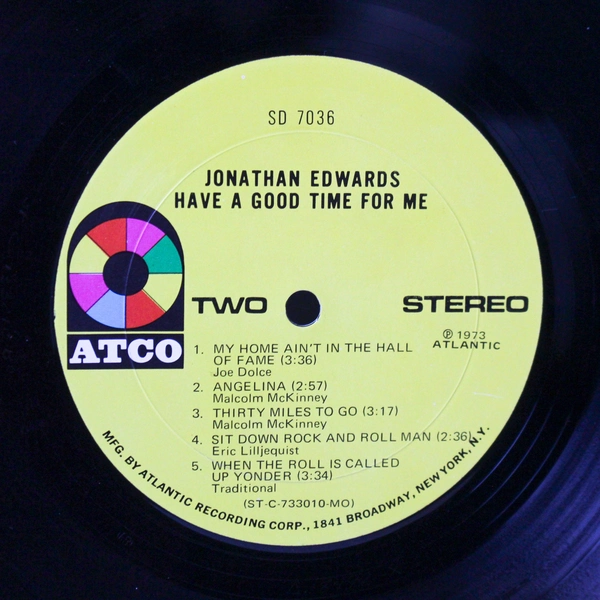 SD 7036
JONATHAN EDWARDS
HAVE A GOOD TIME FOR ME
TWO
STEREO
ATCO
℗ 1973
ATLANTIC
1. MY HOME AIN'T IN THE HALL
OF FAME (3:36)
Joe Dolce
2. ANGELINA (2:57)
Malcolm McKinney
3. THIRTY MILES TO GO (3:17)
Malcolm McKinney
4. SIT DOWN ROCK AND ROLL MAN (2:36)
Eric Lilljequist
5. WHEN THE ROLL IS CALLED
UP YONDER (3:34)
Traditional
(ST-C-733010-MO)
MFG. BY ATLANTIC RECORDING CORP., 1841 BROADWAY, NEW YORK, N.Y.